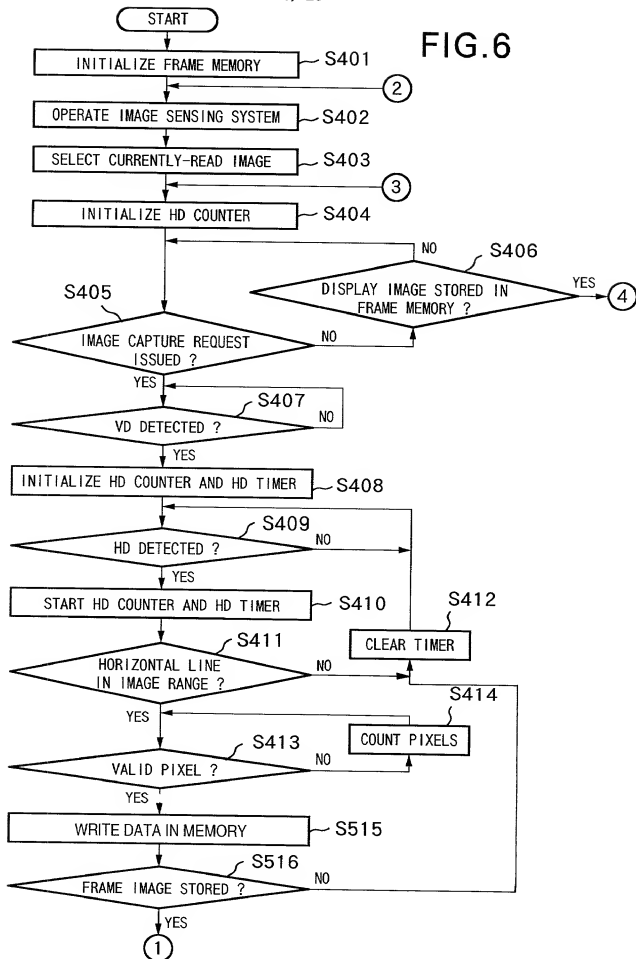 START
FIG.6
INITIALIZE FRAME MEMORY
S401
2
OPERATE IMAGE SENSING SYSTEM
S402
SELECT CURRENTLY-READ IMAGE
S403
3
INITIALIZE HD COUNTER
S404
NO
S406
DISPLAY IMAGE STORED IN
FRAME MEMORY ?
YES
4
S405
IMAGE CAPTURE REQUEST
ISSUED ?
NO
YES
S407
VD DETECTED ?
NO
YES
INITIALIZE HD COUNTER AND HD TIMER
S408
S409
HD DETECTED ?
NO
YES
START HD COUNTER AND HD TIMER
S410
S412
CLEAR TIMER
S411
HORIZONTAL LINE
IN IMAGE RANGE ?
NO
YES
S414
COUNT PIXELS
S413
VALID PIXEL ?
NO
YES
WRITE DATA IN MEMORY
S515
S516
FRAME IMAGE STORED ?
NO
YES
1